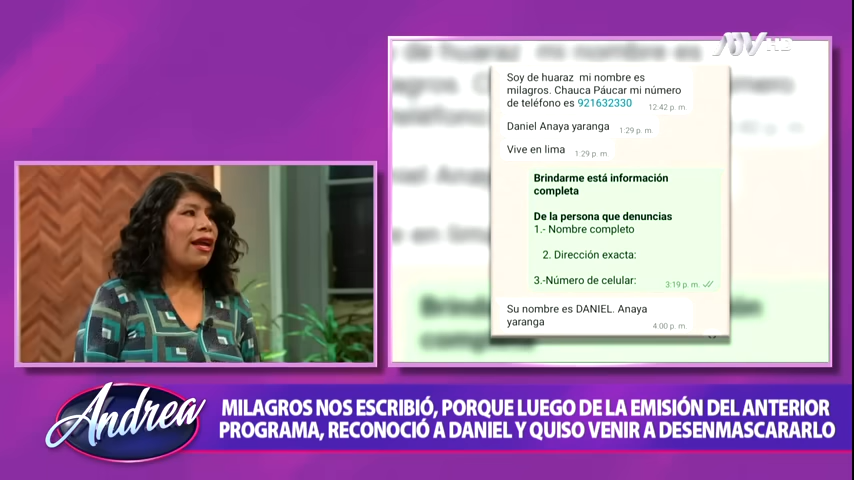 ATV HD
Soy de huaraz mi nombre es
milagros. Chauca Páucar mi número
de teléfono es 921632330
12:42 p. m.
Daniel Anaya yaranga
1:29 p. m.
Vive en lima
1:29 p. m.
Brindarme está información
completa
De la persona que denuncias
1.- Nombre completo
2. Dirección exacta:
3.-Número de celular:
3:19 p. m.
Su nombre es DANIEL. Anaya
yaranga
4:00 p. m.
Andrea
MILAGROS NOS ESCRIBIÓ, PORQUE LUEGO DE LA EMISIÓN DEL ANTERIOR
PROGRAMA, RECONOCIÓ A DANIEL Y QUISO VENIR A DESENMASCARARLO